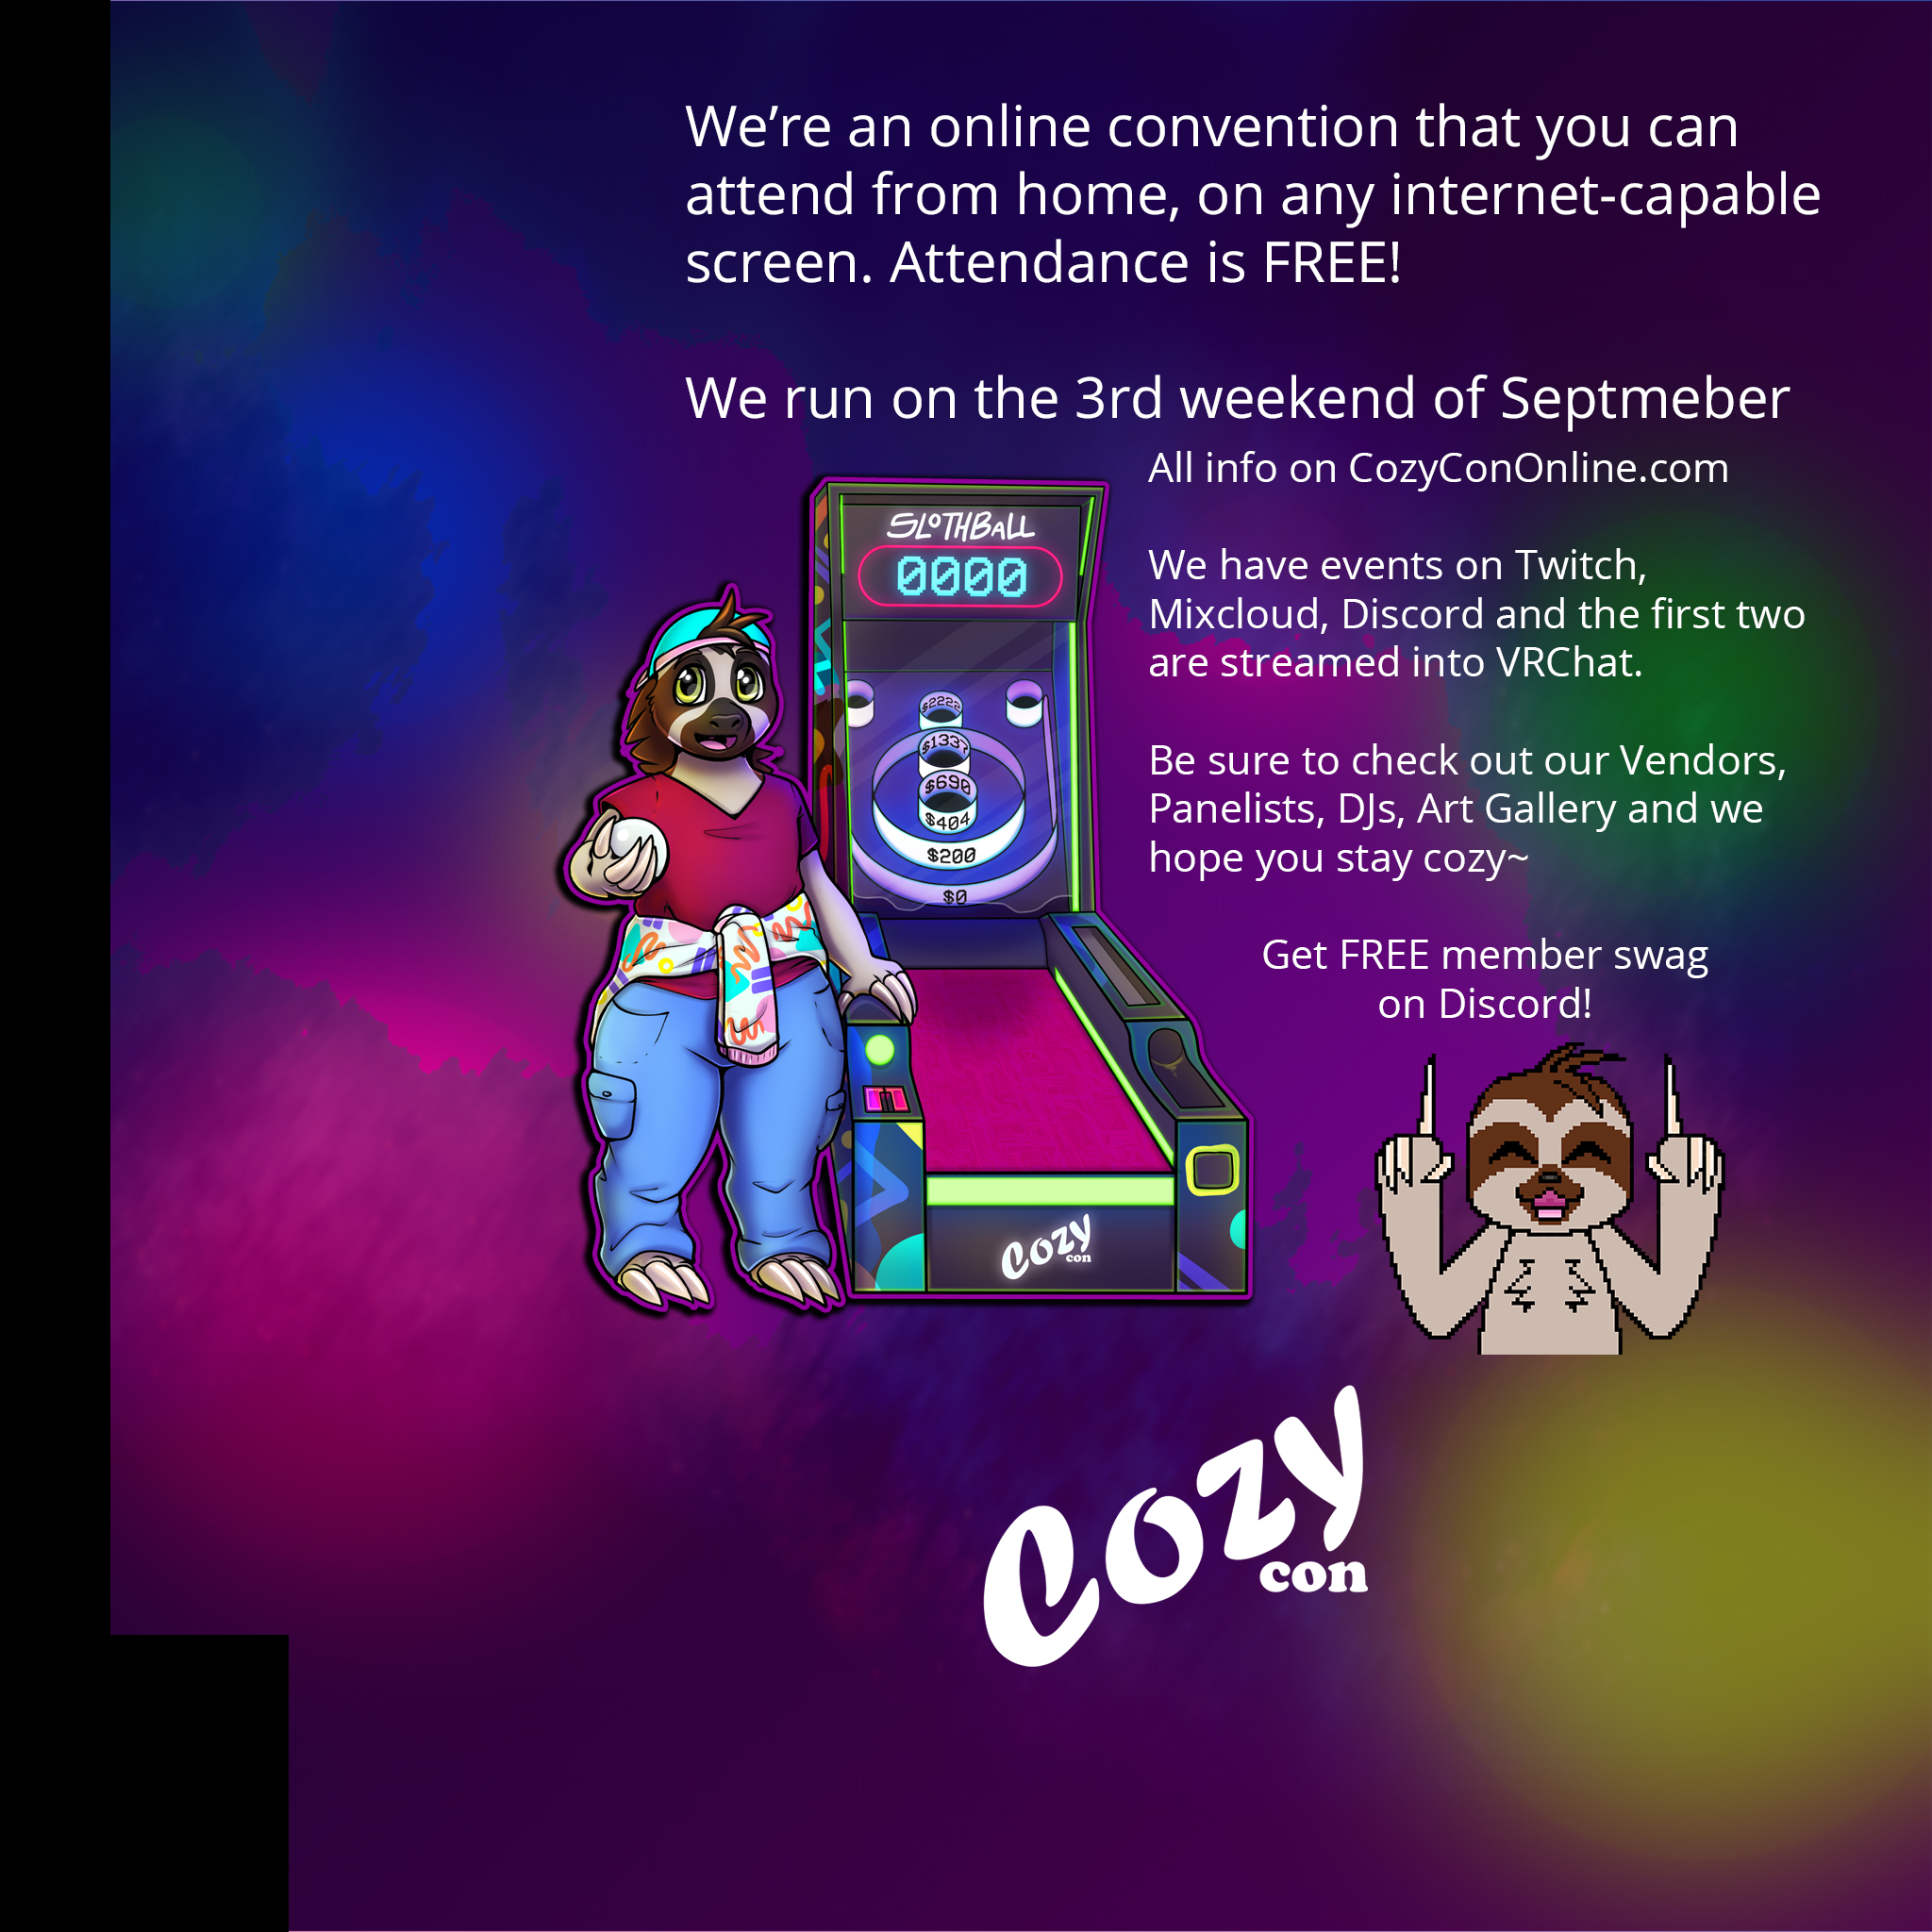 We’re an online convention that you can
attend from home, on any internet-capable
screen. Attendance is FREE!
We run on the 3rd weekend of Septmeber
All info on CozyConOnline.com
We have events on Twitch,
Mixcloud, Discord and the first two
are streamed into VRChat.
Be sure to check out our Vendors,
Panelists, DJs, Art Gallery and we
hope you stay cozy~
Get FREE member swag
on Discord!
SLOTHBALL
0000
$2222
$1337
$690
$404
$200
$0
Cozy
con
Cozy
con